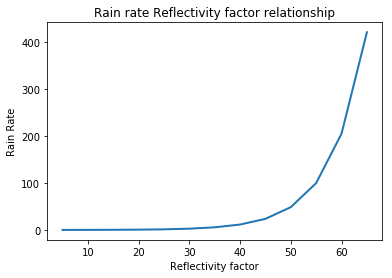 Rain rate Reflectivity factor relationship
400
300
200
100
0
Rain Rate
10 20 30 40 50 60
Reflectivity factor